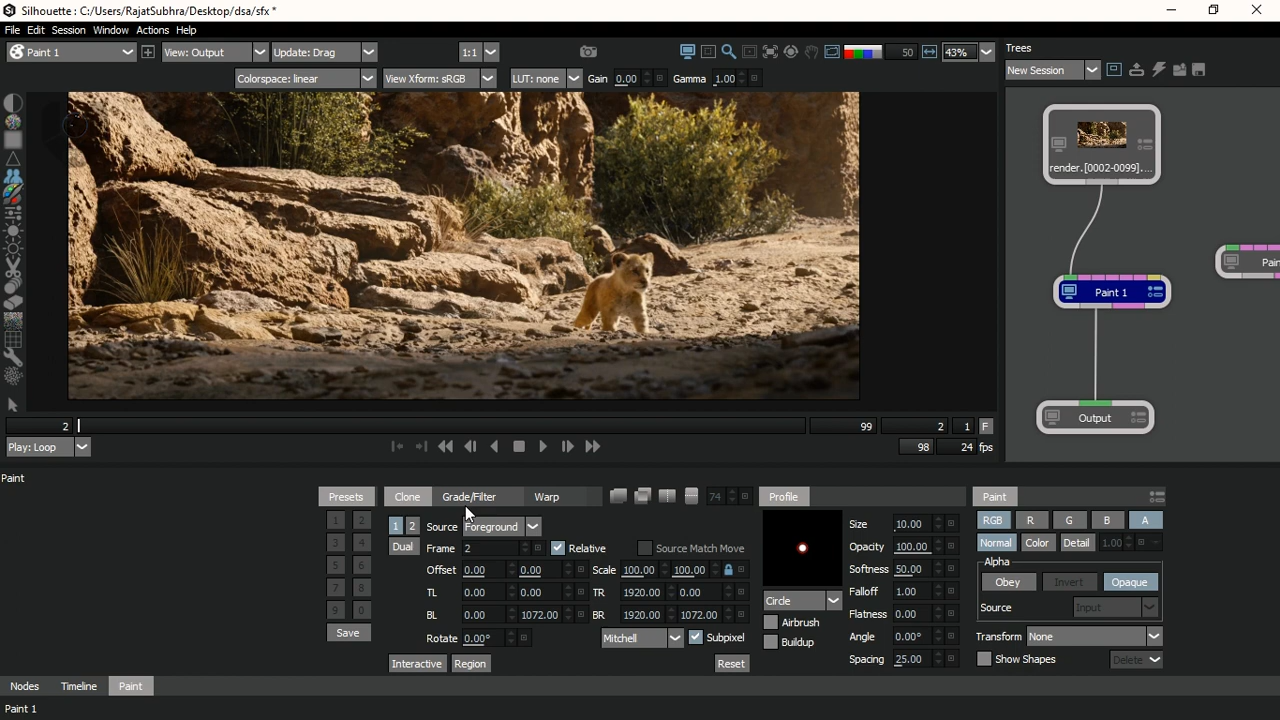 Silhouette : C:/Users/RajatSubhra/Desktop/dsa/sfx *
File Edit Session Window Actions Help
Paint 1 View: Output Update: Drag 1:1 50 43%
Colorspace: linear View Xform: sRGB LUT: none Gain 0.00 Gamma 1.00
Trees
New Session
render.[0002-0099]....
Pain
Paint 1
Output
2 99 2 1 F
Play: Loop 98 24 fps
Paint
Presets Clone Grade/Filter Warp 74 Profile Paint
1 2
3 4
5 6
7 8
9 0
Save
1 2 Source Foreground
Dual Frame 2 Relative Source Match Move
Offset 0.00 0.00 Scale 100.00 100.00
TL 0.00 0.00 TR 1920.00 0.00
BL 0.00 1072.00 BR 1920.00 1072.00
Rotate 0.00° Mitchell Subpixel
Interactive Region Reset
Circle
Airbrush
Buildup
Size 10.00
Opacity 100.00
Softness 50.00
Falloff 1.00
Flatness 0.00
Angle 0.00°
Spacing 25.00
RGB R G B A
Normal Color Detail 1.00
Alpha
Obey Invert Opaque
Source Input
Transform None
Show Shapes Delete
Nodes Timeline Paint
Paint 1